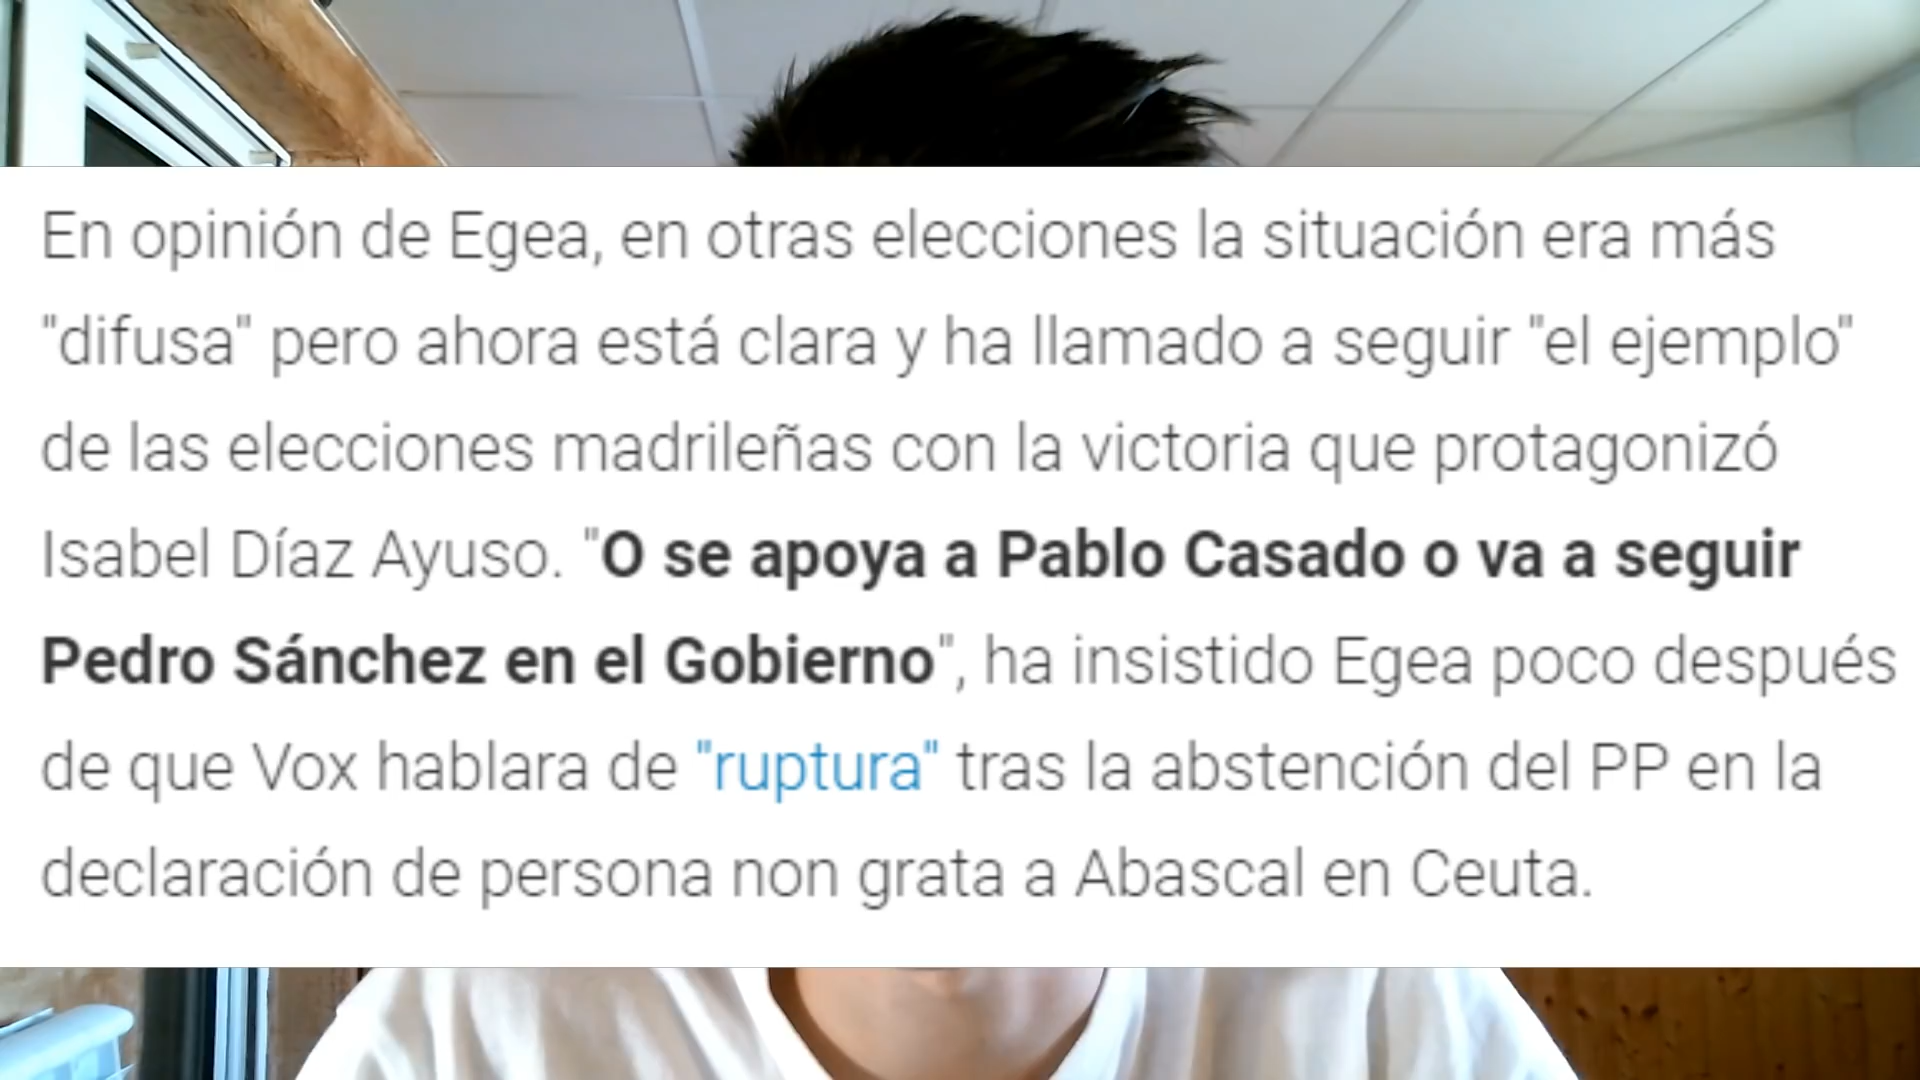 En opinión de Egea, en otras elecciones la situación era más
"difusa" pero ahora está clara y ha llamado a seguir "el ejemplo"
de las elecciones madrileñas con la victoria que protagonizó
Isabel Díaz Ayuso. "O se apoya a Pablo Casado o va a seguir
Pedro Sánchez en el Gobierno", ha insistido Egea poco después
de que Vox hablara de "ruptura" tras la abstención del PP en la
declaración de persona non grata a Abascal en Ceuta.